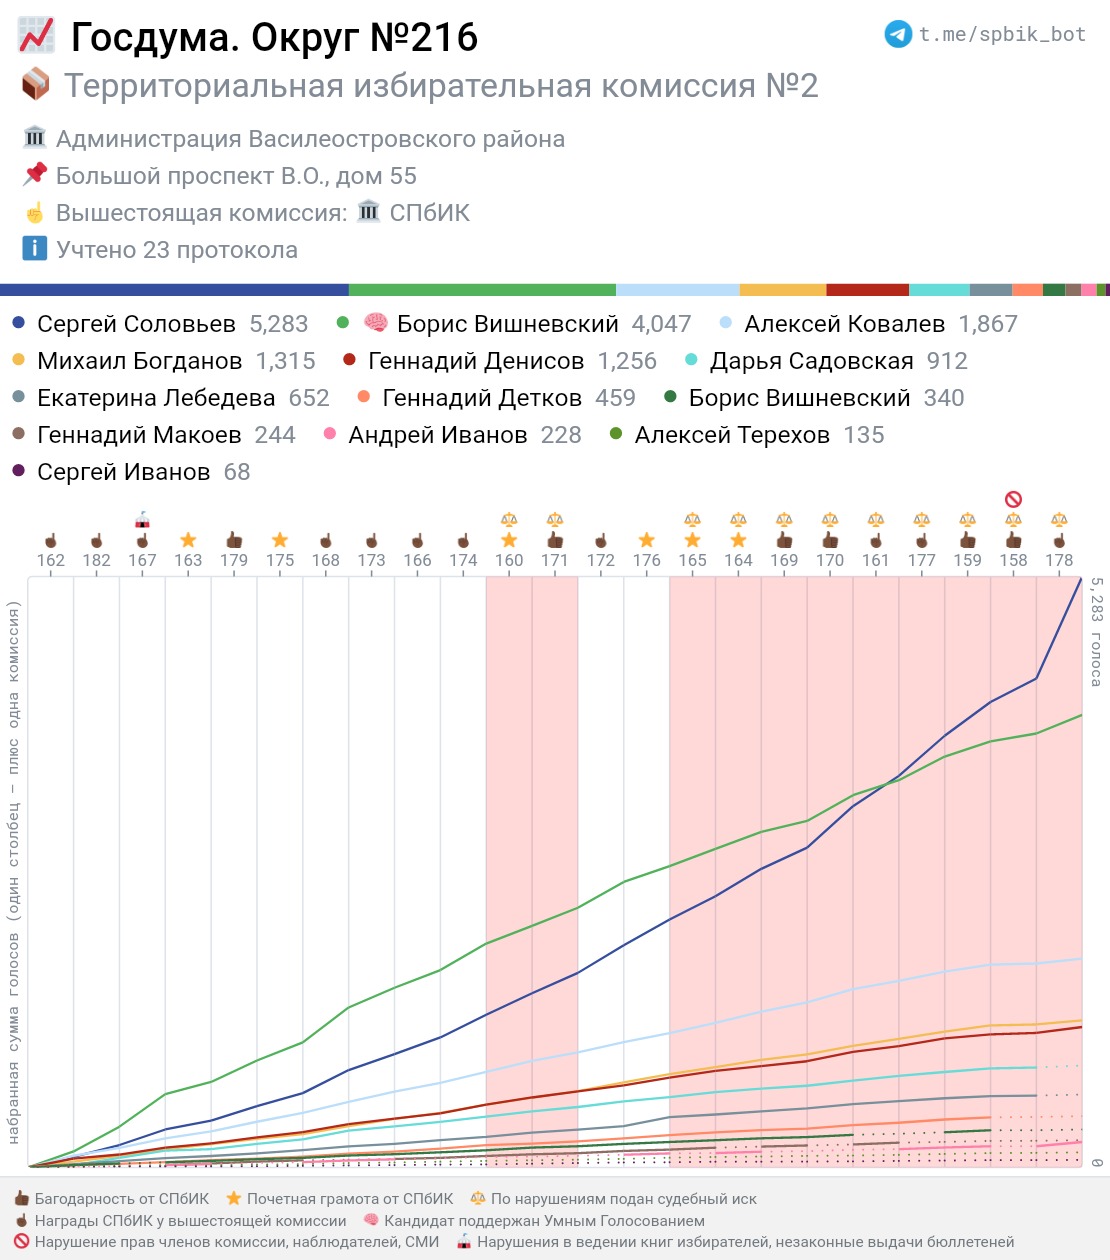 Госдума. Округ №216
t.me/spbik_bot
Территориальная избирательная комиссия №2
Администрация Василеостровского района
Большой проспект В.О., дом 55
Вышестоящая комиссия: СПбИК
Учтено 23 протокола
Сергей Соловьев 5,283 Борис Вишневский 4,047 Алексей Ковалев 1,867
Михаил Богданов 1,315 Геннадий Денисов 1,256 Дарья Садовская 912
Екатерина Лебедева 652 Геннадий Детков 459 Борис Вишневский 340
Геннадий Макоев 244 Андрей Иванов 228 Алексей Терехов 135
Сергей Иванов 68
162 182 167 163 179 175 168 173 166 174 160 171 172 176 165 164 169 170 161 177 159 158 178
набранная сумма голосов (один столбец – плюс одна комиссия)
5,283 голоса
0
Багодарность от СПбИК Почетная грамота от СПбИК По нарушениям подан судебный иск
Награды СПбИК у вышестоящей комиссии Кандидат поддержан Умным Голосованием
Нарушение прав членов комиссии, наблюдателей, СМИ Нарушения в ведении книг избирателей, незаконные выдачи бюллетеней